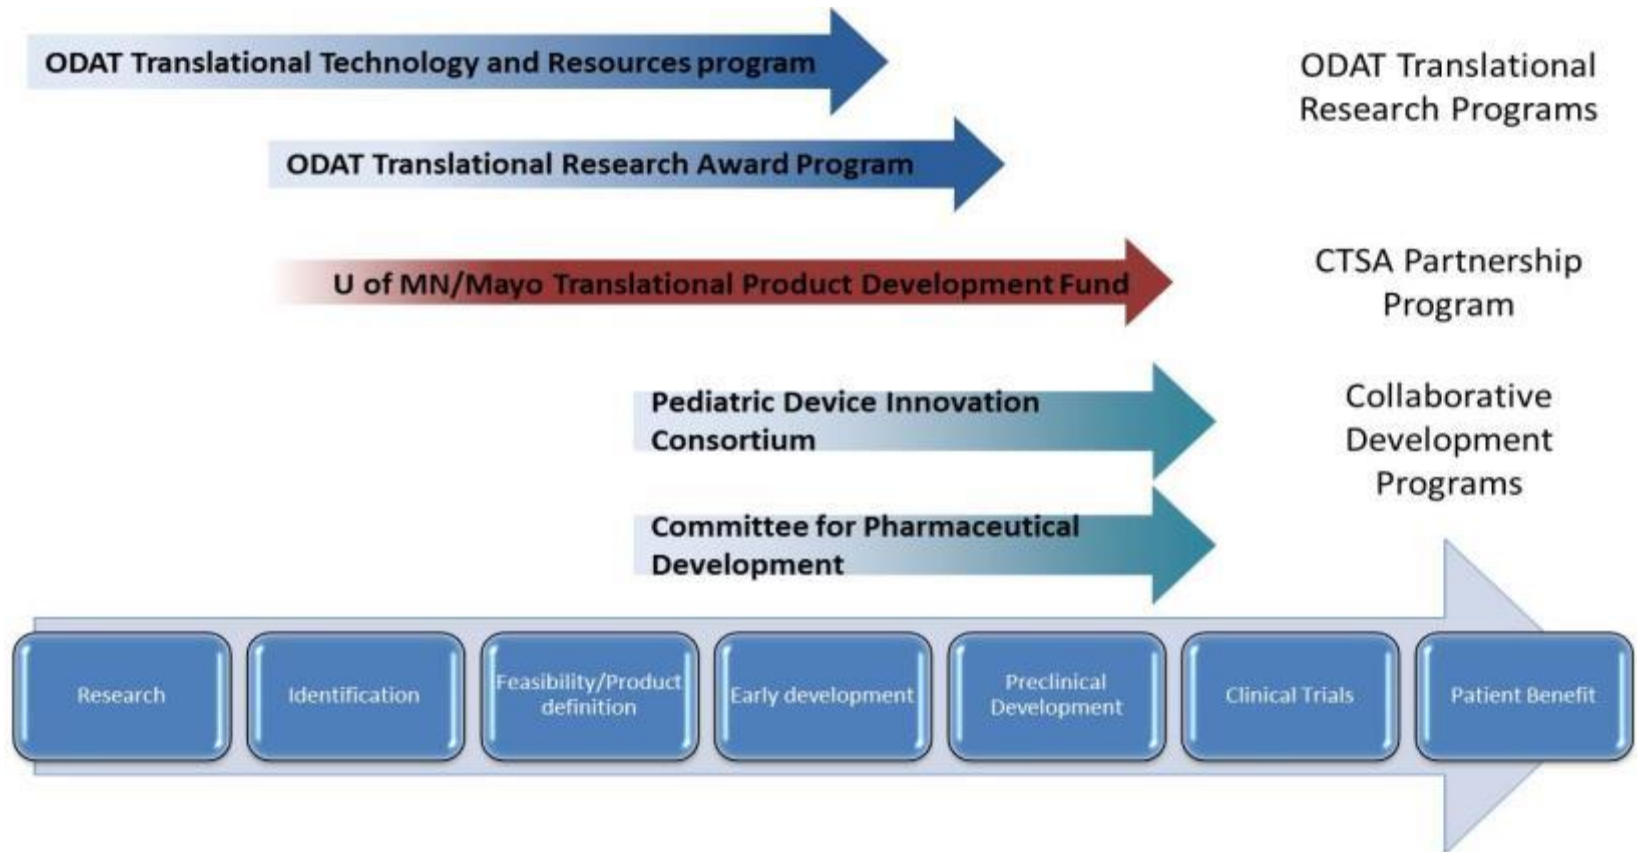 ODAT Translational Technology and Resources program
ODAT Translational
Research Programs
ODAT Translational Research Award Program
U of MN/Mayo Translational Product Development Fund
CTSA Partnership
Program
Pediatric Device Innovation
Consortium
Collaborative
Development
Programs
Committee for Pharmaceutical
Development
Research
Identification
Feasibility/Product
definition
Early development
Preclinical
Development
Clinical Trials
Patient Benefit